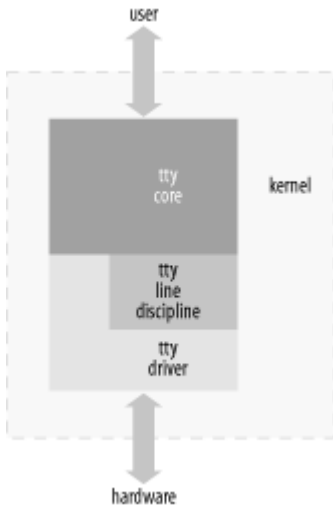 user
tty
core
kernel
tty
line
discipline
tty
driver
hardware